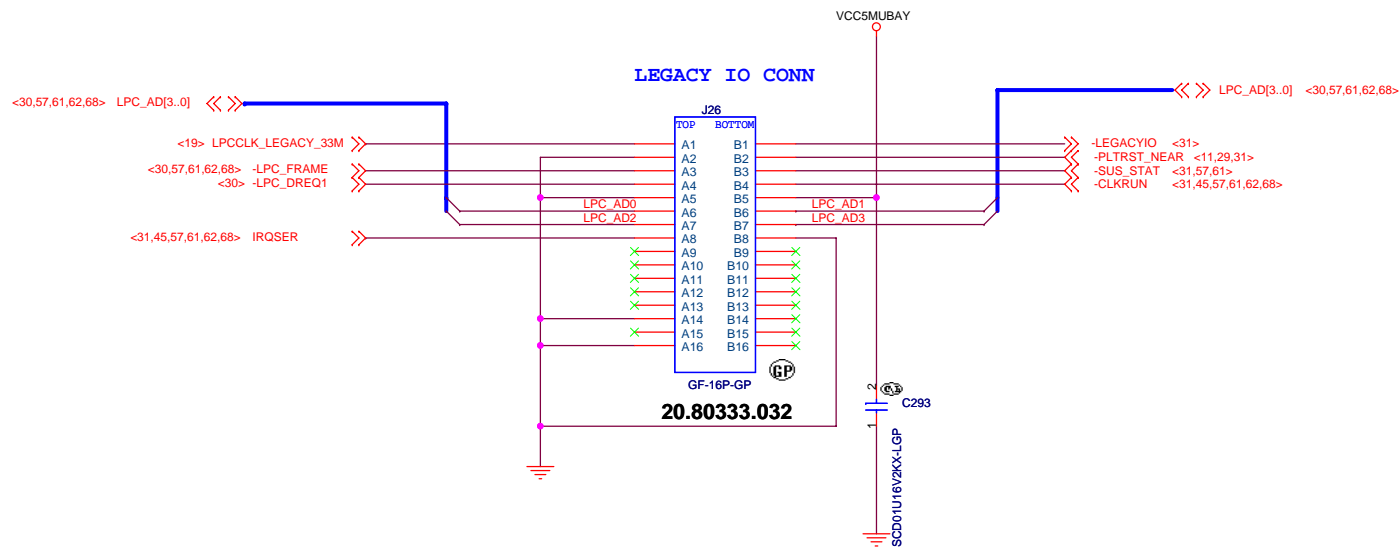 VCC5MUBAY
LEGACY IO CONN
<30,57,61,62,68> LPC_AD[3..0]
LPC_AD[3..0] <30,57,61,62,68>
J26
TOP BOTTOM
<19> LPCCLK_LEGACY_33M A1 B1 -LEGACYIO <31>
A2 B2 -PLTRST_NEAR <11,29,31>
<30,57,61,62,68> -LPC_FRAME A3 B3 -SUS_STAT <31,57,61>
<30> -LPC_DREQ1 A4 B4 -CLKRUN <31,45,57,61,62,68>
A5 B5
LPC_AD0 A6 B6 LPC_AD1
LPC_AD2 A7 B7 LPC_AD3
<31,45,57,61,62,68> IRQSER A8 B8
A9 B9
A10 B10
A11 B11
A12 B12
A13 B13
A14 B14
A15 B15
A16 B16
GP
GF-16P-GP
20.80333.032
2
C293
1
SCD01U16V2KX-LGP